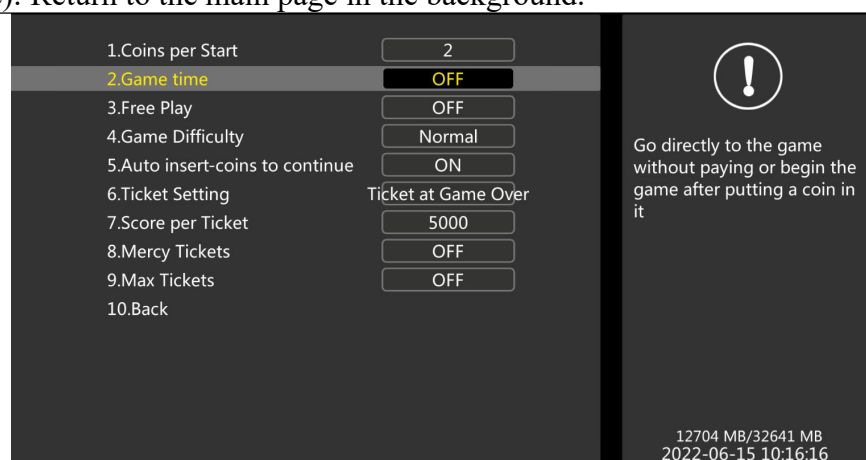 ). Return to the main page in the background.
1.Coins per Start 2
2.Game time OFF
3.Free Play OFF
4.Game Difficulty Normal
5.Auto insert-coins to continue ON
6.Ticket Setting Ticket at Game Over
7.Score per Ticket 5000
8.Mercy Tickets OFF
9.Max Tickets OFF
10.Back
Go directly to the game
without paying or begin the
game after putting a coin in
it
12704 MB/32641 MB
2022-06-15 10:16:16